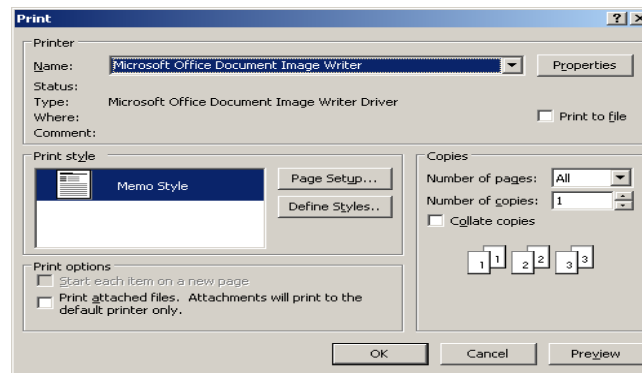 Print
Printer
Name: Microsoft Office Document Image Writer Properties
Status:
Type: Microsoft Office Document Image Writer Driver
Where: Print to file
Comment:
Print style
Memo Style
Page Setup...
Define Styles..
Copies
Number of pages: All
Number of copies: 1
Collate copies
1 1 2 2 3 3
Print options
Start each item on a new page
Print attached files. Attachments will print to the
default printer only.
OK Cancel Preview